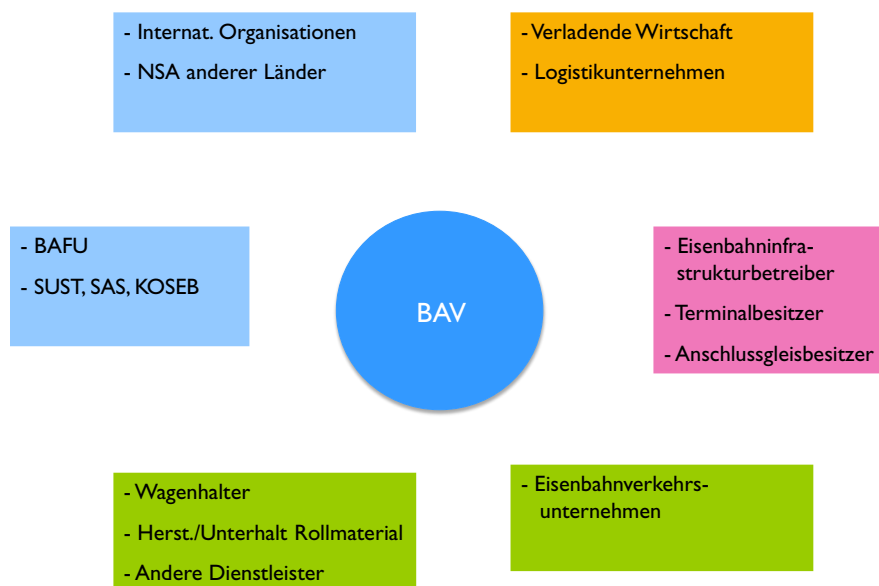 - Internat. Organisationen
- NSA anderer Länder
- Verladende Wirtschaft
- Logistikunternehmen
- BAFU
- SUST, SAS, KOSEB
BAV
- Eisenbahninfra-
strukturbetreiber
- Terminalbesitzer
- Anschlussgleisbesitzer
- Wagenhalter
- Herst./Unterhalt Rollmaterial
- Andere Dienstleister
- Eisenbahnverkehrs-
unternehmen